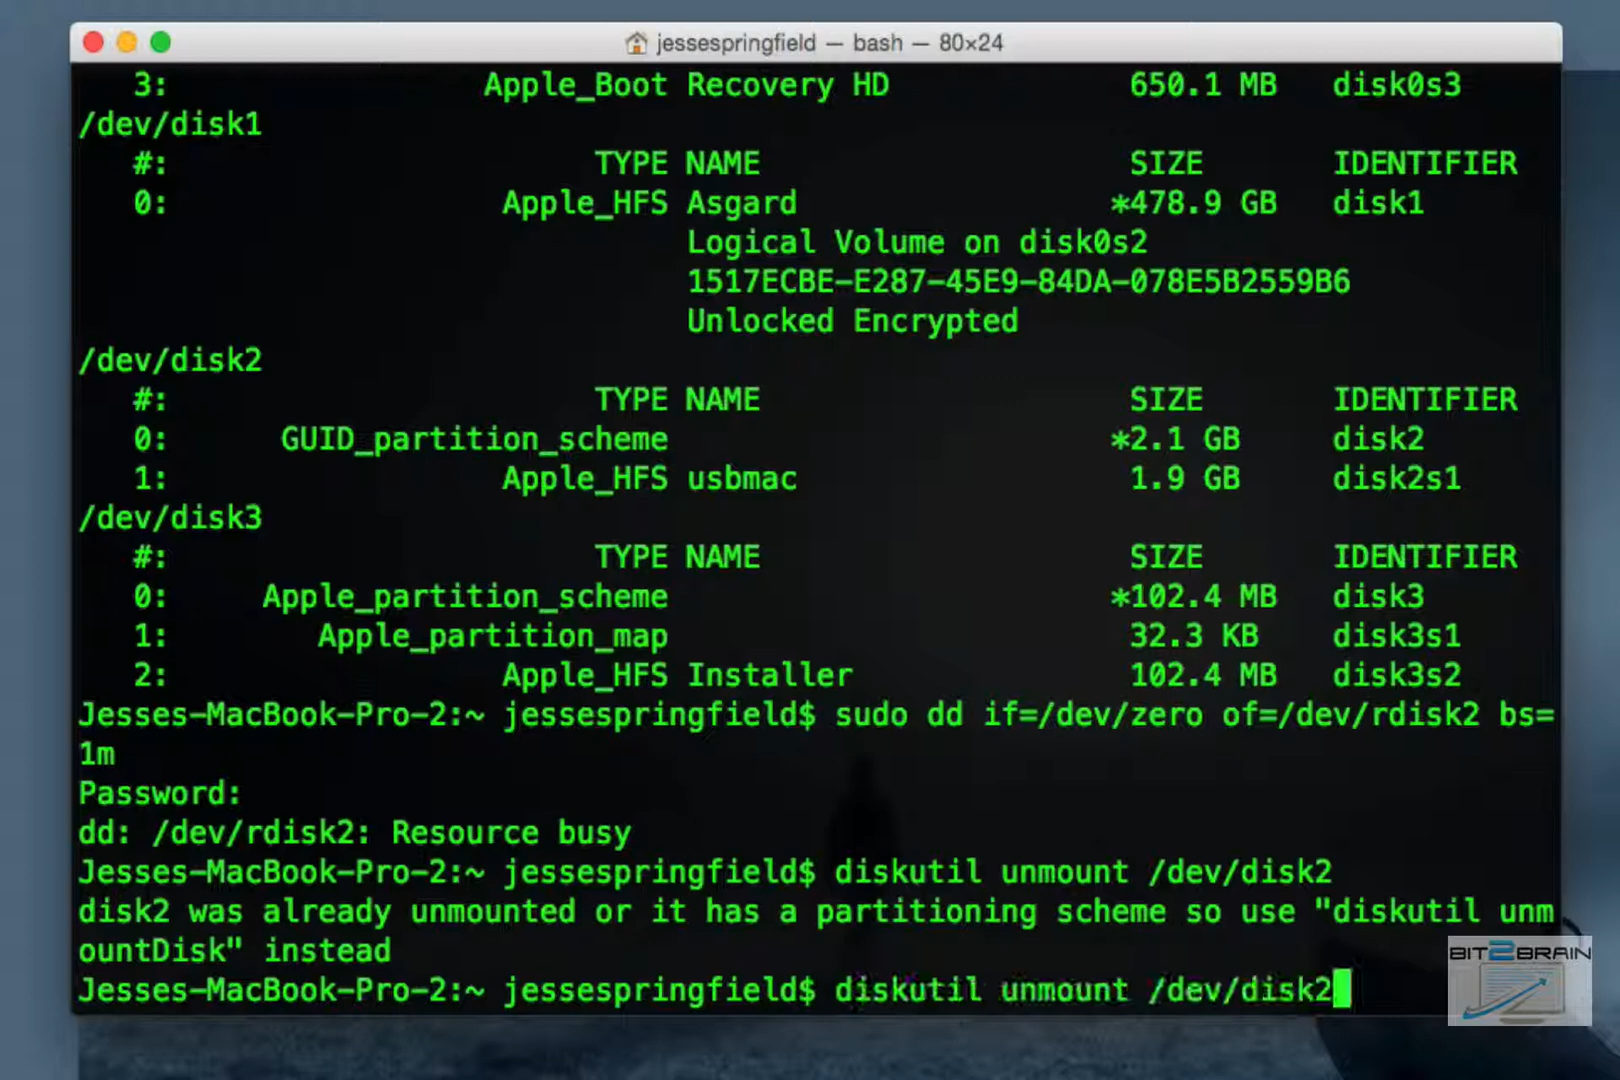 jessespringfield — bash — 80×24
3: Apple_Boot Recovery HD 650.1 MB disk0s3
/dev/disk1
#: TYPE NAME SIZE IDENTIFIER
0: Apple_HFS Asgard *478.9 GB disk1
Logical Volume on disk0s2
1517ECBE-E287-45E9-84DA-078E5B2559B6
Unlocked Encrypted
/dev/disk2
#: TYPE NAME SIZE IDENTIFIER
0: GUID_partition_scheme *2.1 GB disk2
1: Apple_HFS usbmac 1.9 GB disk2s1
/dev/disk3
#: TYPE NAME SIZE IDENTIFIER
0: Apple_partition_scheme *102.4 MB disk3
1: Apple_partition_map 32.3 KB disk3s1
2: Apple_HFS Installer 102.4 MB disk3s2
Jesses-MacBook-Pro-2:~ jessespringfield$ sudo dd if=/dev/zero of=/dev/rdisk2 bs=
1m
Password:
dd: /dev/rdisk2: Resource busy
Jesses-MacBook-Pro-2:~ jessespringfield$ diskutil unmount /dev/disk2
disk2 was already unmounted or it has a partitioning scheme so use "diskutil unm
ountDisk" instead
Jesses-MacBook-Pro-2:~ jessespringfield$ diskutil unmount /dev/disk2
BIT2BRAIN